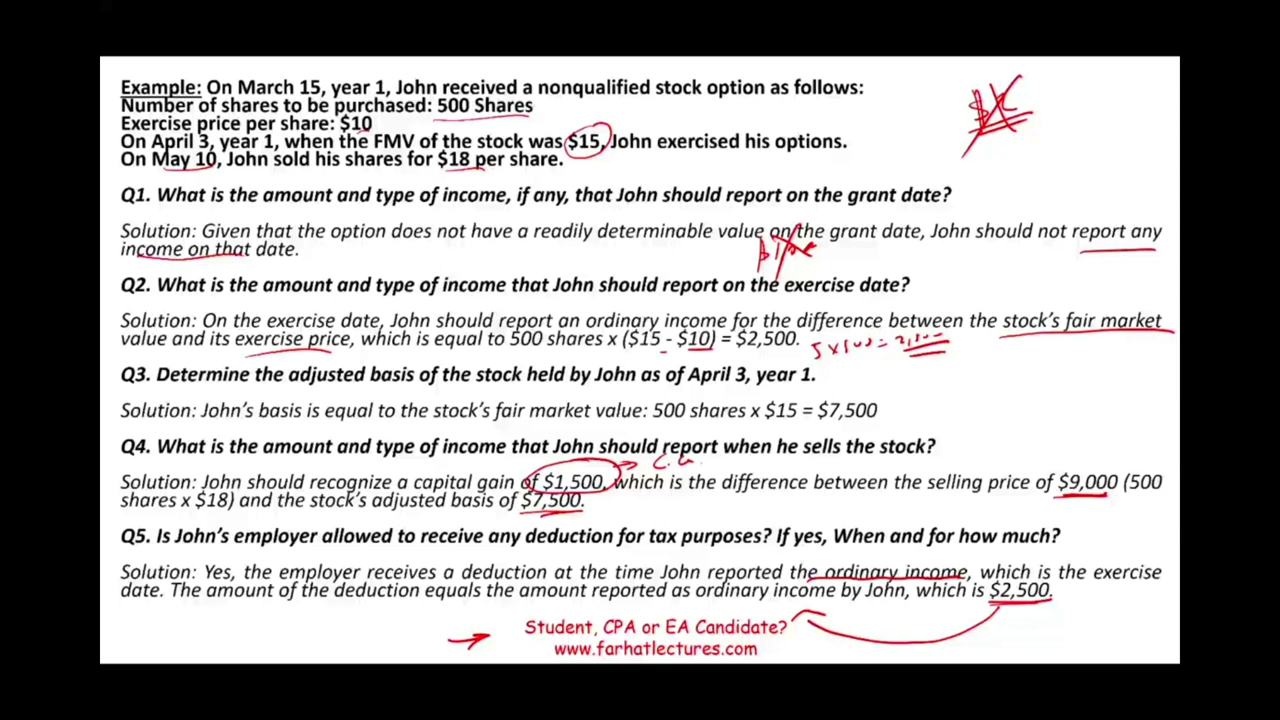 Example: On March 15, year 1, John received a nonqualified stock option as follows:
Number of shares to be purchased: 500 Shares
Exercise price per share: $10
On April 3, year 1, when the FMV of the stock was $15, John exercised his options.
On May 10, John sold his shares for $18 per share.
Q1. What is the amount and type of income, if any, that John should report on the grant date?
Solution: Given that the option does not have a readily determinable value on the grant date, John should not report any
income on that date.
Q2. What is the amount and type of income that John should report on the exercise date?
Solution: On the exercise date, John should report an ordinary income for the difference between the stock's fair market
value and its exercise price, which is equal to 500 shares x ($15 - $10) = $2,500. 5 x 500 = 2,500
Q3. Determine the adjusted basis of the stock held by John as of April 3, year 1.
Solution: John's basis is equal to the stock's fair market value: 500 shares x $15 = $7,500
Q4. What is the amount and type of income that John should report when he sells the stock?
C.G.
Solution: John should recognize a capital gain of $1,500, which is the difference between the selling price of $9,000 (500
shares x $18) and the stock's adjusted basis of $7,500.
Q5. Is John's employer allowed to receive any deduction for tax purposes? If yes, When and for how much?
Solution: Yes, the employer receives a deduction at the time John reported the ordinary income, which is the exercise
date. The amount of the deduction equals the amount reported as ordinary income by John, which is $2,500.
Student, CPA or EA Candidate?
www.farhatlectures.com